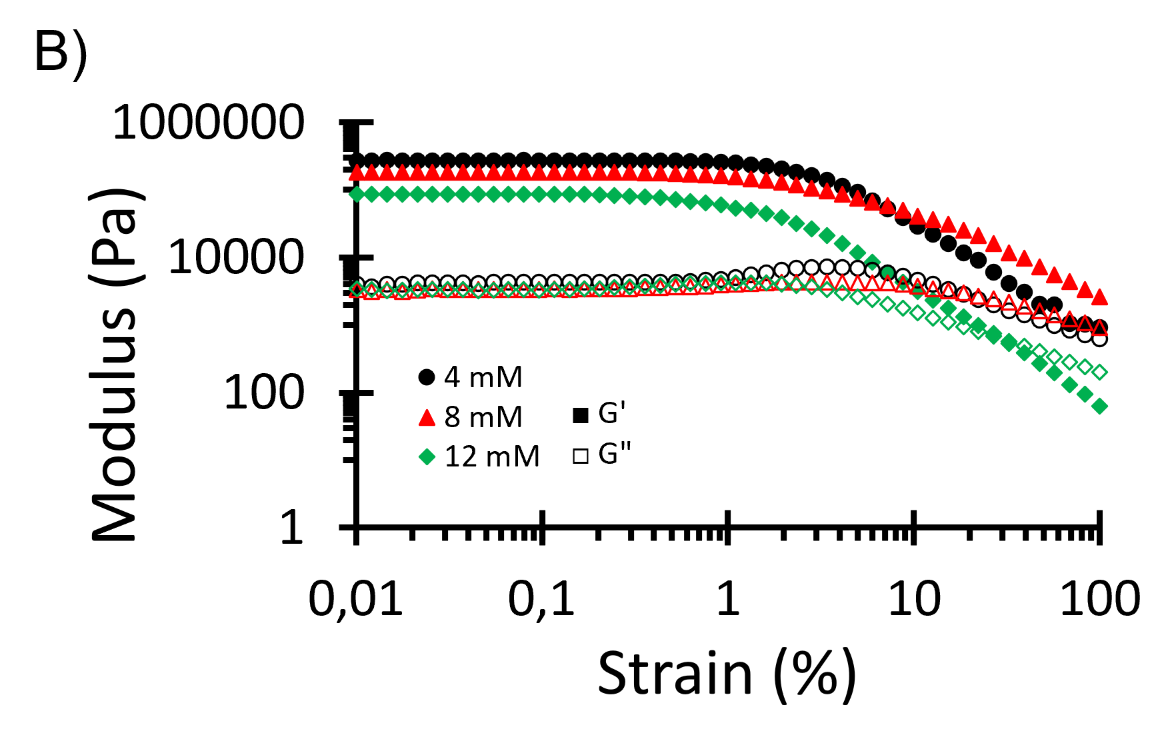 B)
1000000
10000
100
1
Modulus (Pa)
4 mM
8 mM
12 mM
G'
G"
0,01 0,1 1 10 100
Strain (%)